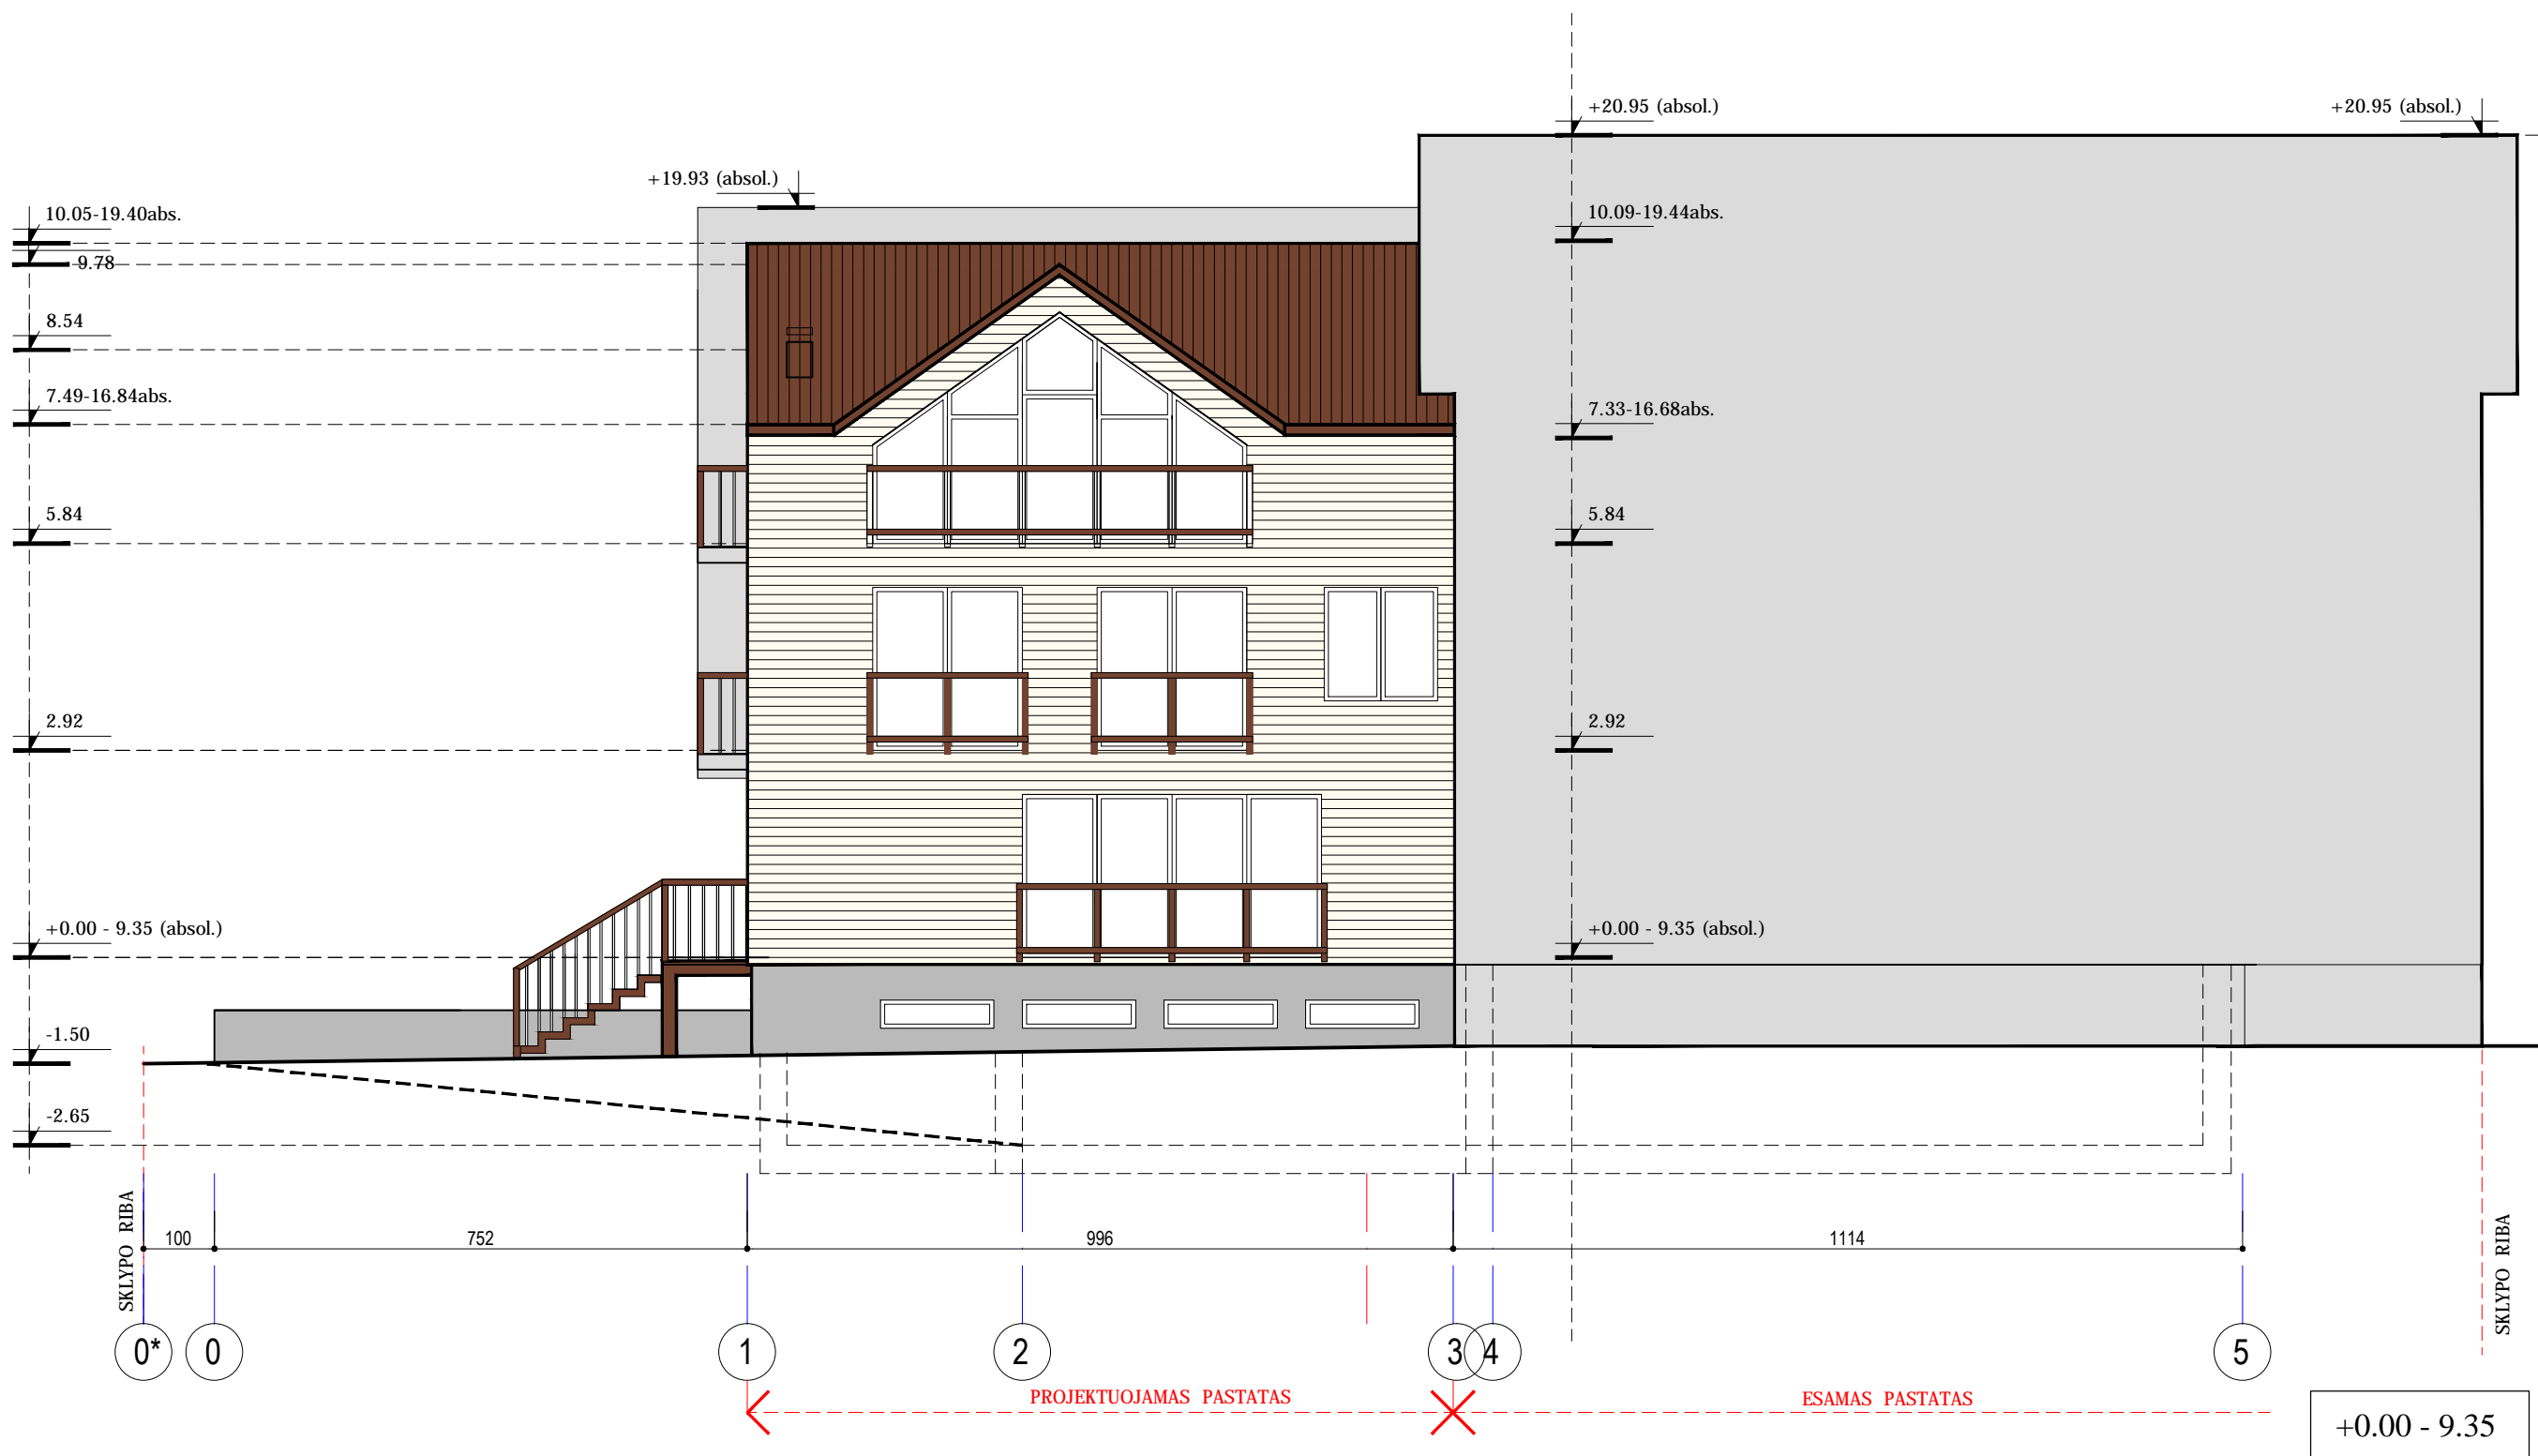 +20.95 (absol.)
+20.95 (absol.)
+19.93 (absol.)
10.05-19.40abs.
10.09-19.44abs.
9.78
8.54
7.49-16.84abs.
7.33-16.68abs.
5.84
5.84
2.92
2.92
+0.00 - 9.35 (absol.)
+0.00 - 9.35 (absol.)
-1.50
-2.65
SKLYPO RIBA
100
752
996
1114
SKLYPO RIBA
0*
0
1
2
3
4
5
PROJEKTUOJAMAS PASTATAS
ESAMAS PASTATAS
+0.00 - 9.35